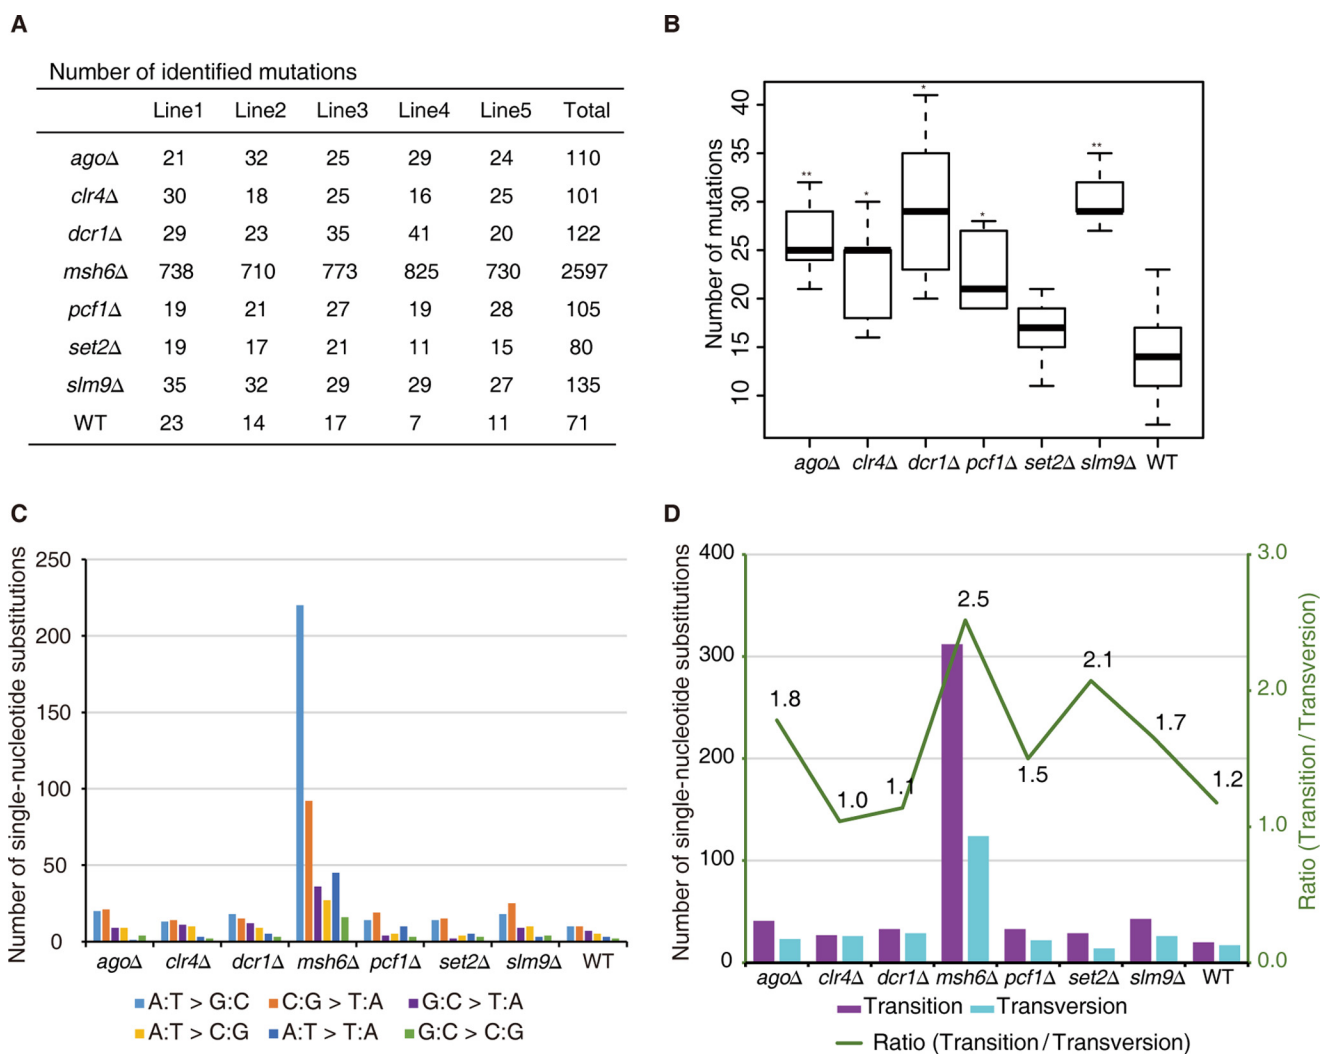 A
Number of identified mutations
Line1 Line2 Line3 Line4 Line5 Total
agoΔ 21 32 25 29 24 110
clr4Δ 30 18 25 16 25 101
dcr1Δ 29 23 35 41 20 122
msh6Δ 738 710 773 825 730 2597
pcf1Δ 19 21 27 19 28 105
set2Δ 19 17 21 11 15 80
slm9Δ 35 32 29 29 27 135
WT 23 14 17 7 11 71
B
Number of mutations
40
35
30
25
20
15
10
** * * * **
agoΔ clr4Δ dcr1Δ pcf1Δ set2Δ slm9Δ WT
C
Number of single-nucleotide substitutions
250
200
150
100
50
0
agoΔ clr4Δ dcr1Δ msh6Δ pcf1Δ set2Δ slm9Δ WT
A:T > G:C C:G > T:A G:C > T:A
A:T > C:G A:T > T:A G:C > C:G
D
Number of single-nucleotide substitutions
400
300
200
100
0
1.8 1.0 1.1 2.5 1.5 2.1 1.7 1.2
3.0
2.0
1.0
0.0
Ratio (Transition / Transversion)
agoΔ clr4Δ dcr1Δ msh6Δ pcf1Δ set2Δ slm9Δ WT
Transition Transversion
Ratio (Transition / Transversion)